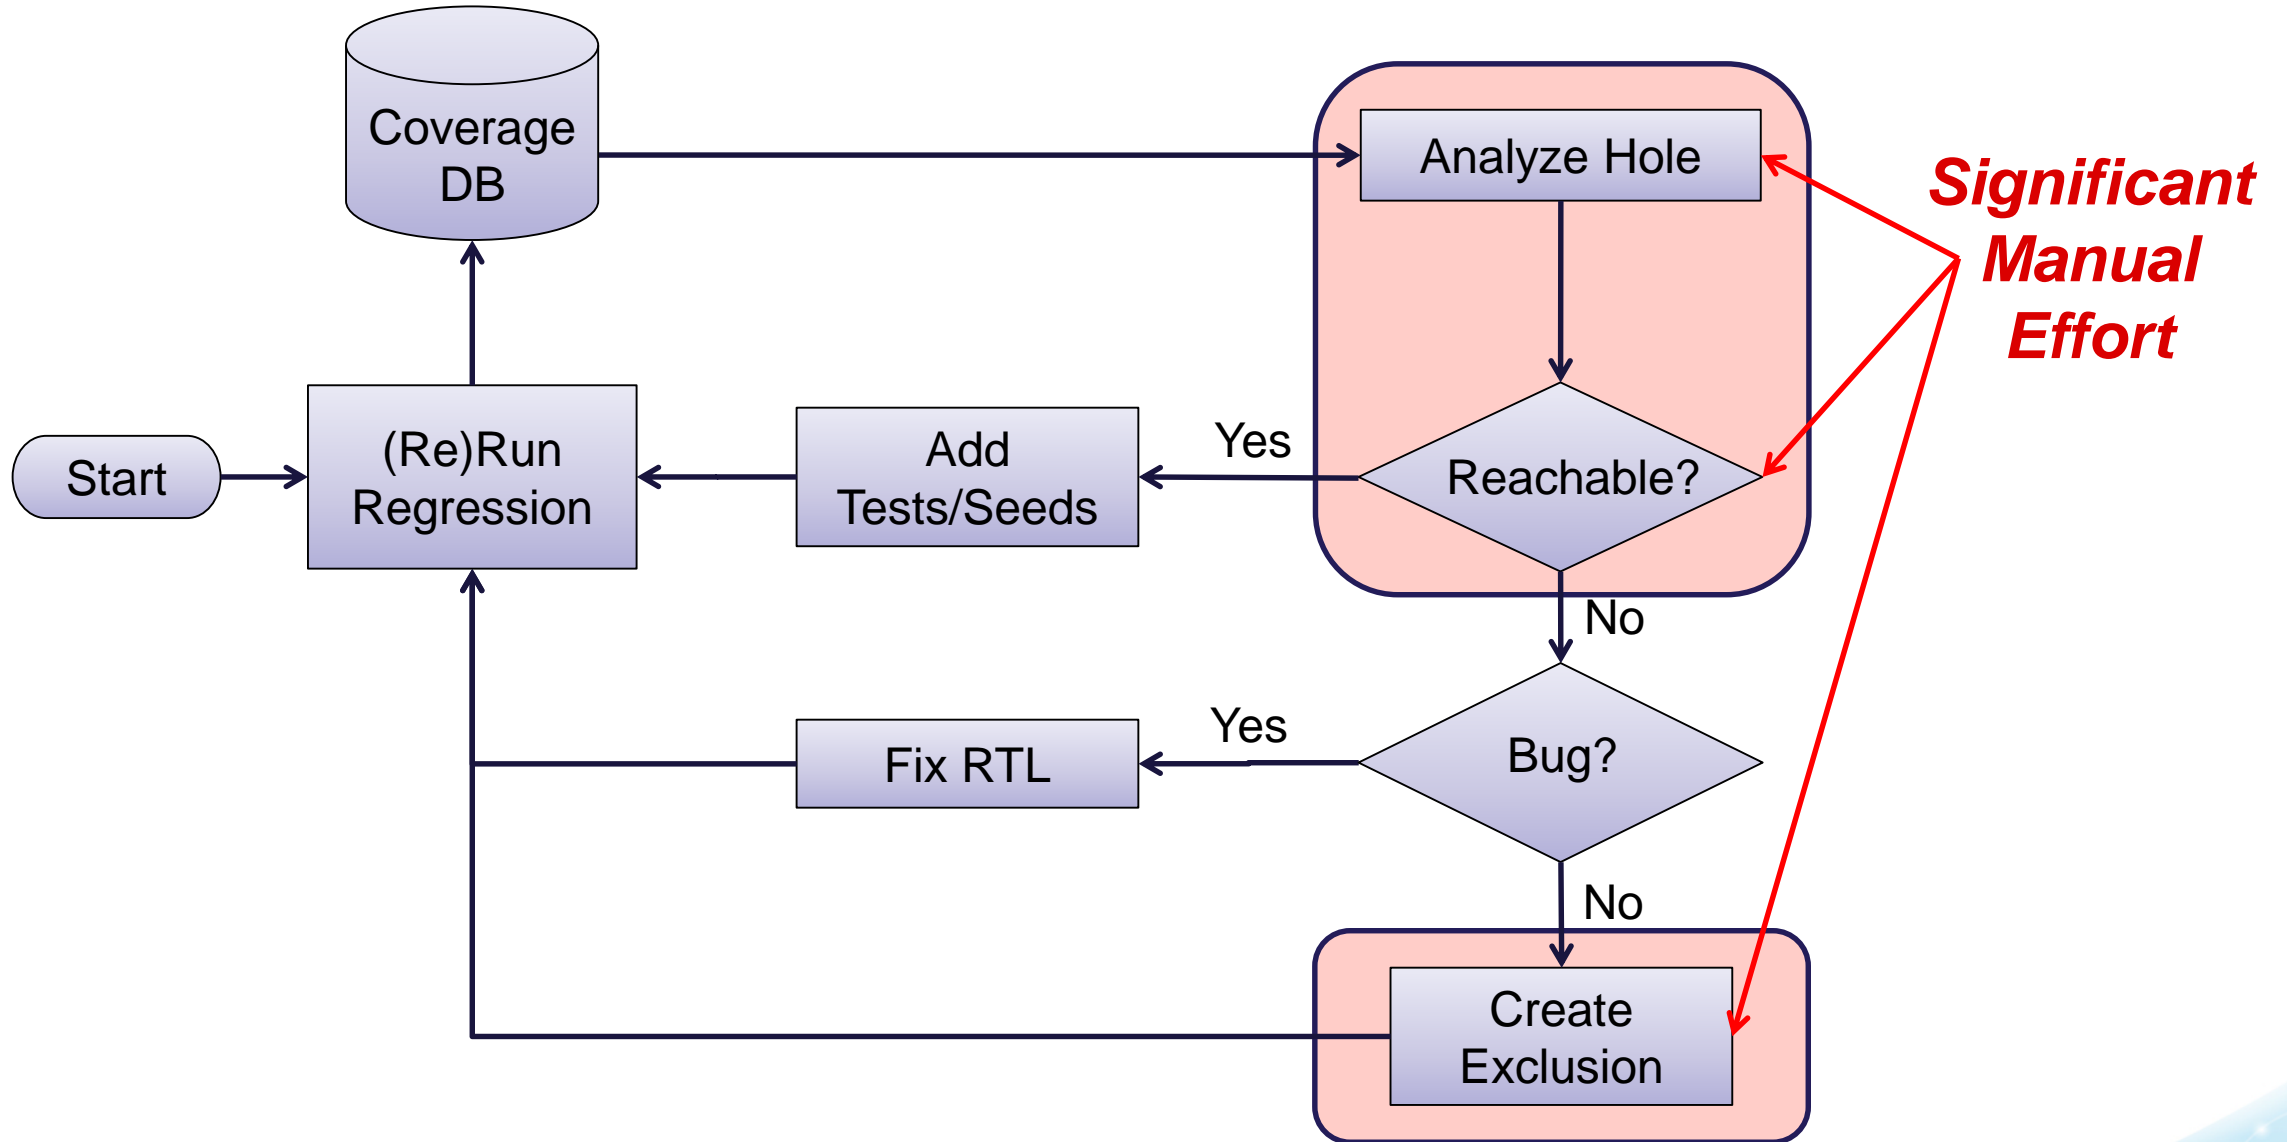 Coverage
DB
Analyze Hole
Significant
Manual
Effort
Start
(Re)Run
Regression
Add
Tests/Seeds
Yes
Reachable?
No
Fix RTL
Yes
Bug?
No
Create
Exclusion